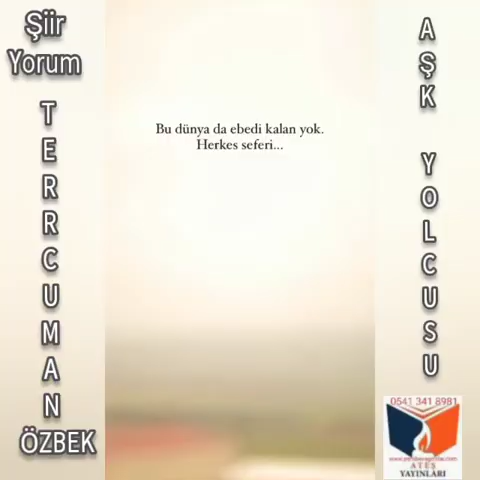 Şiir
Yorum
TERRCUMAN
ÖZBEK
Bu dünya da ebedi kalan yok.
Herkes seferi...
AŞK
YOLCUSU
0541 341 8981
ATEŞ
YAYINLARI